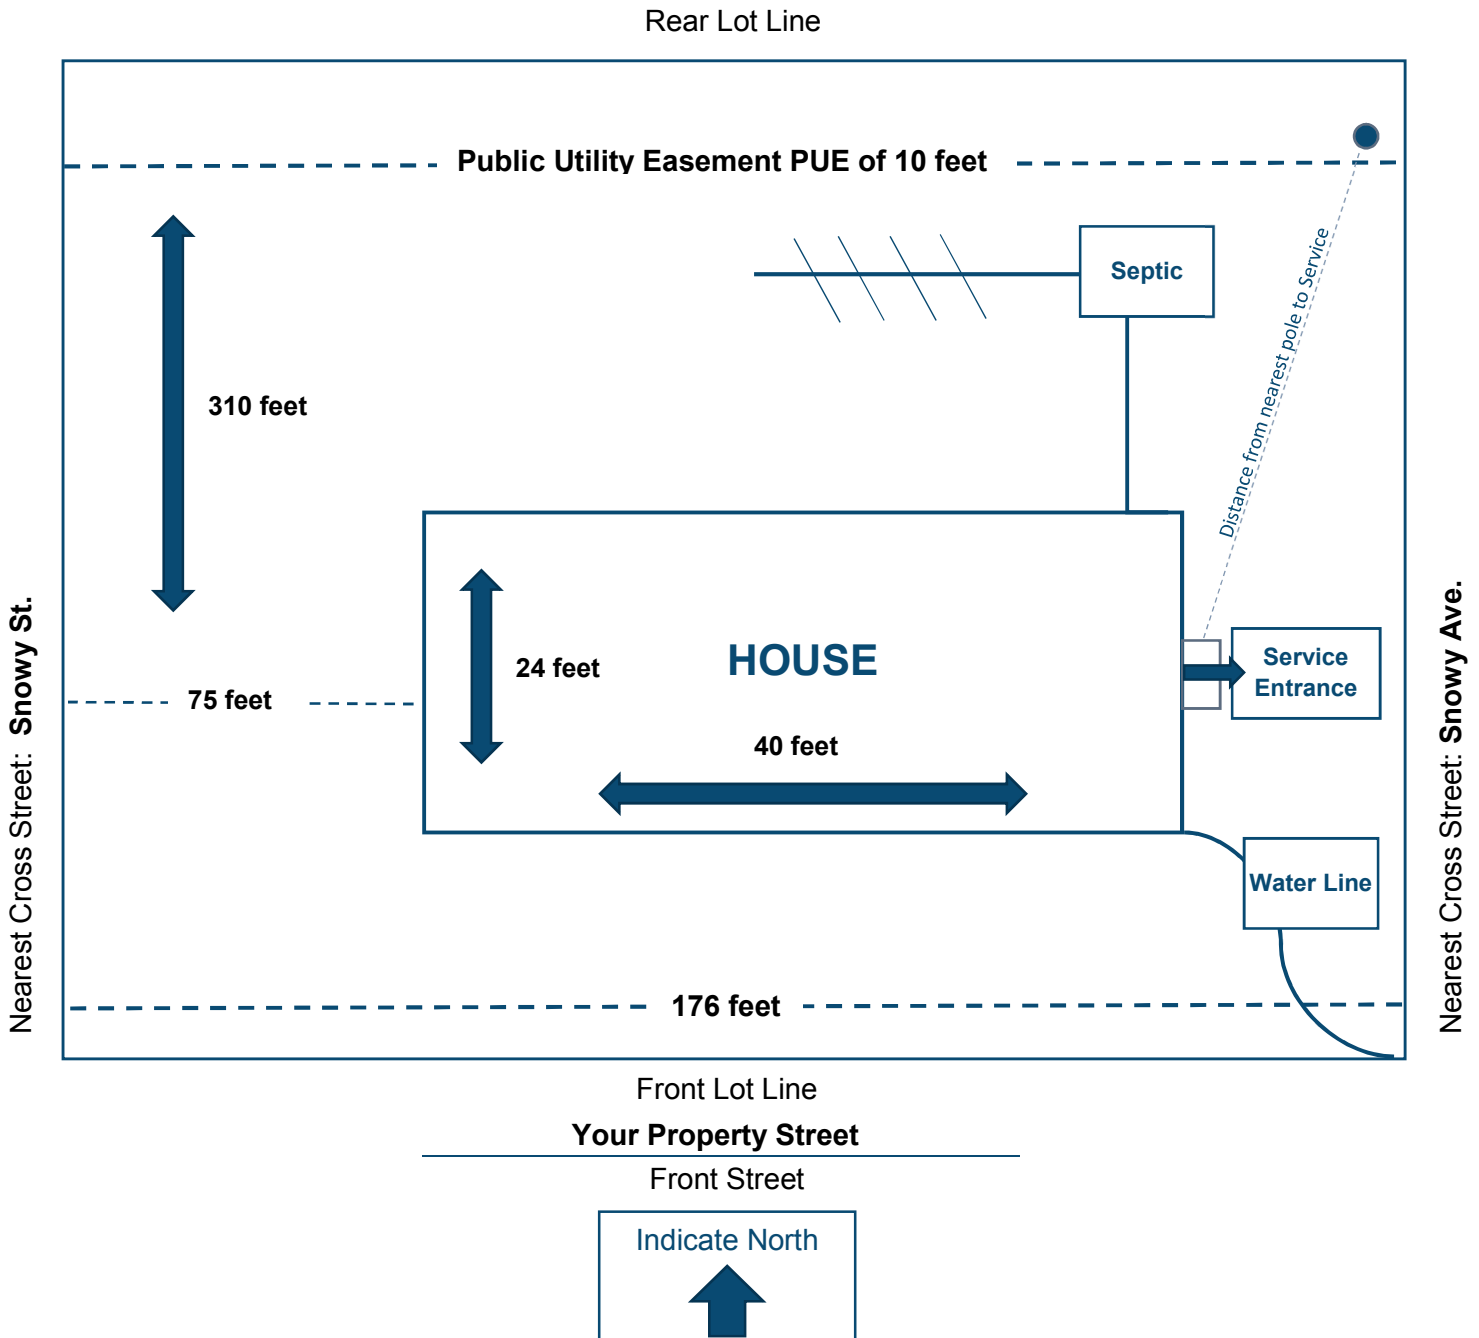 Rear Lot Line
Public Utility Easement PUE of 10 feet
Septic
Distance from nearest pole to Service
310 feet
Nearest Cross Street: Snowy St.
24 feet
HOUSE
Service
Entrance
Nearest Cross Street: Snowy Ave.
75 feet
40 feet
Water Line
176 feet
Front Lot Line
Your Property Street
Front Street
Indicate North